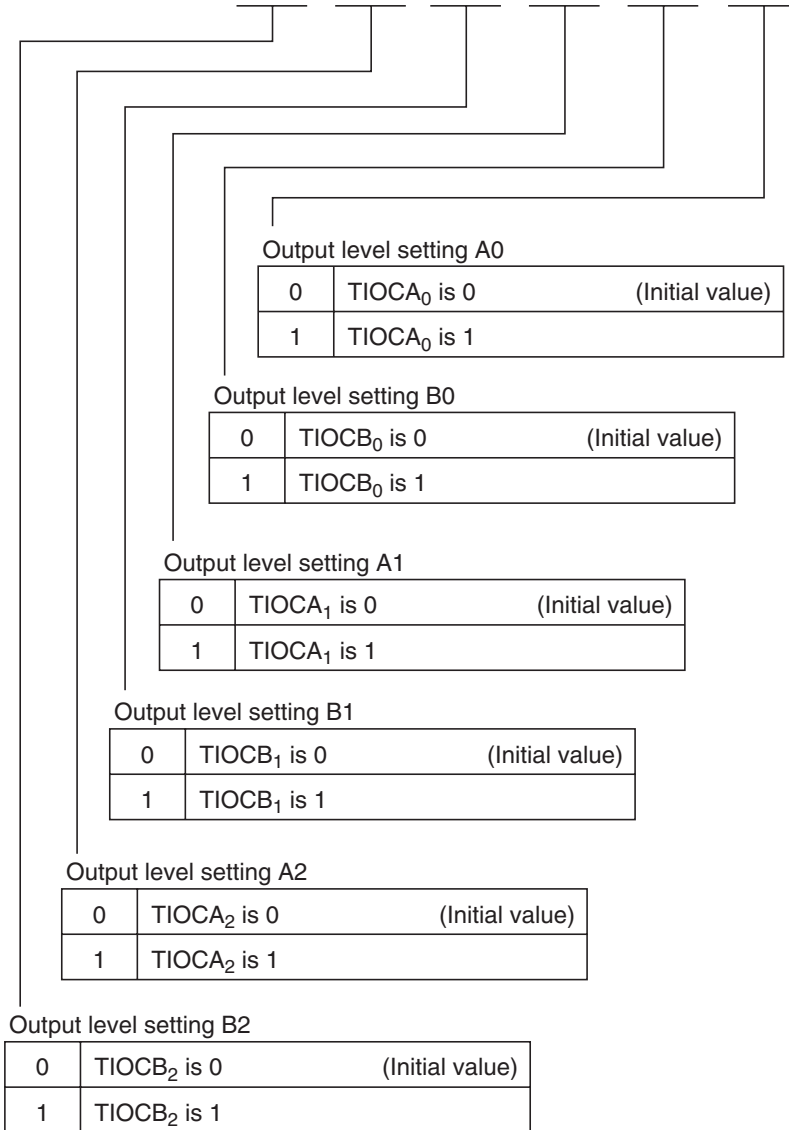 Output level setting A0
0 TIOCA₀ is 0 (Initial value)
1 TIOCA₀ is 1
Output level setting B0
0 TIOCB₀ is 0 (Initial value)
1 TIOCB₀ is 1
Output level setting A1
0 TIOCA₁ is 0 (Initial value)
1 TIOCA₁ is 1
Output level setting B1
0 TIOCB₁ is 0 (Initial value)
1 TIOCB₁ is 1
Output level setting A2
0 TIOCA₂ is 0 (Initial value)
1 TIOCA₂ is 1
Output level setting B2
0 TIOCB₂ is 0 (Initial value)
1 TIOCB₂ is 1